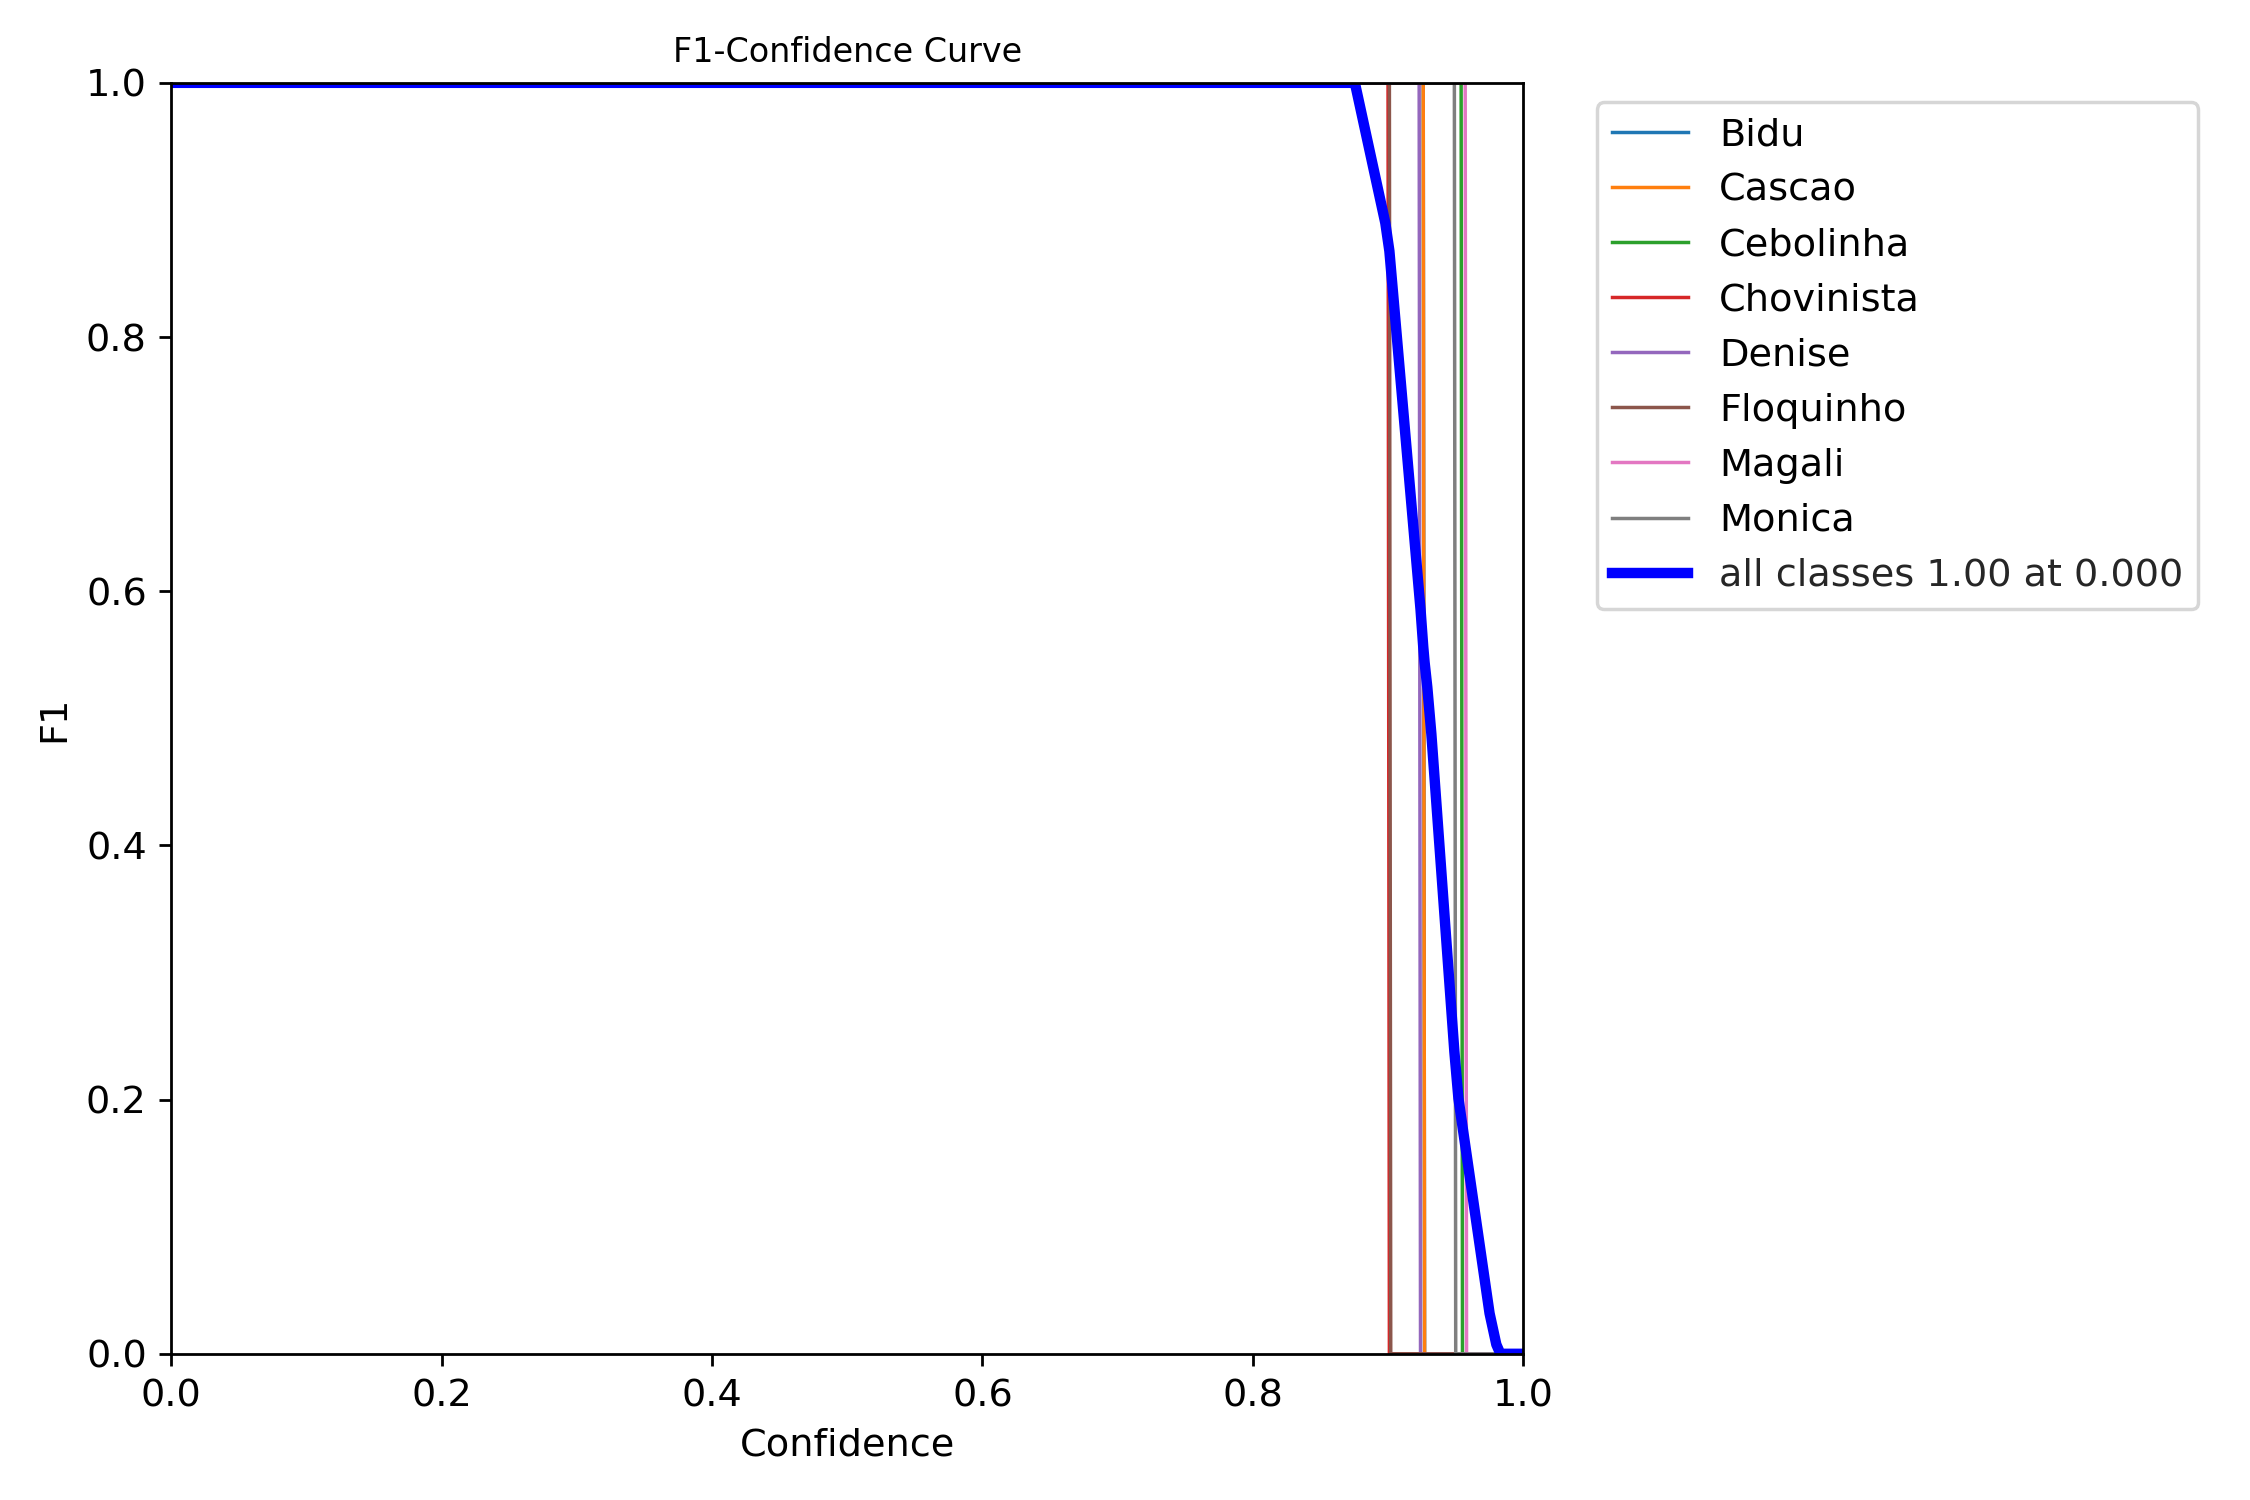 F1-Confidence Curve
1.0
0.8
0.6
0.4
0.2
0.0
F1
0.0 0.2 0.4 0.6 0.8 1.0
Confidence
Bidu
Cascao
Cebolinha
Chovinista
Denise
Floquinho
Magali
Monica
all classes 1.00 at 0.000